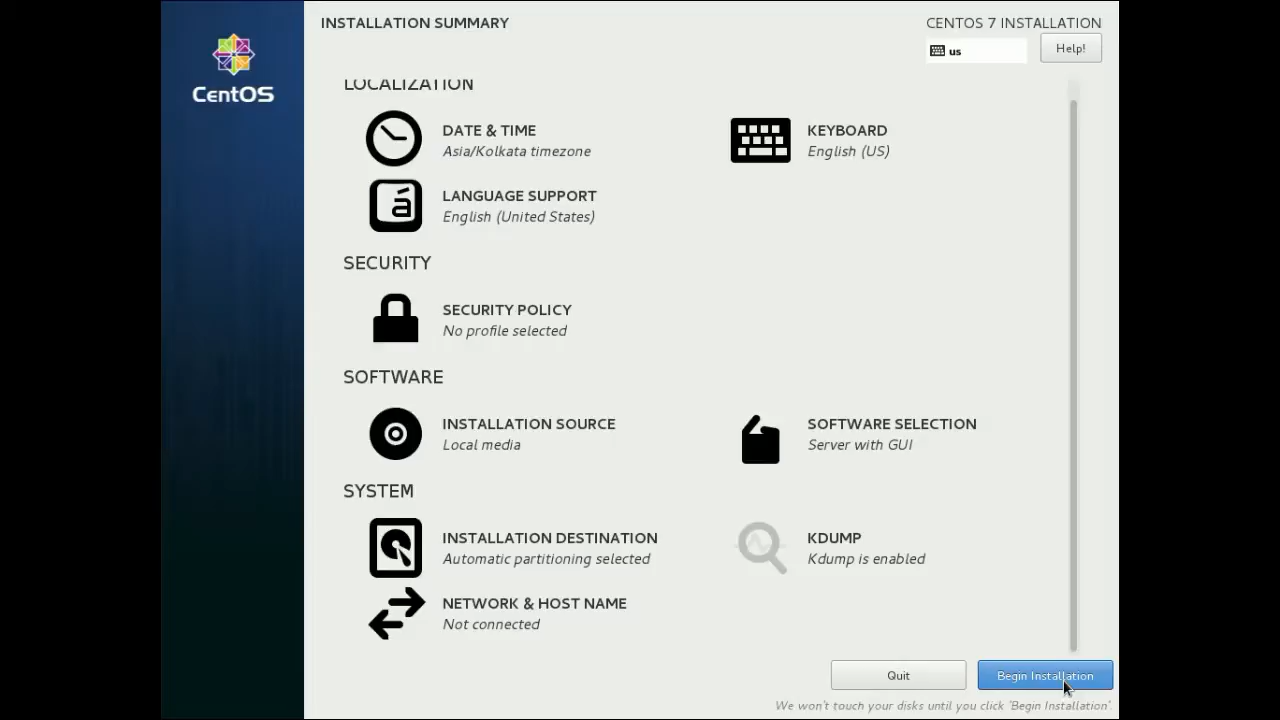 INSTALLATION SUMMARY
CENTOS 7 INSTALLATION
us
Help!
CentOS
LOCALIZATION
DATE & TIME
Asia/Kolkata timezone
KEYBOARD
English (US)
LANGUAGE SUPPORT
English (United States)
SECURITY
SECURITY POLICY
No profile selected
SOFTWARE
INSTALLATION SOURCE
Local media
SOFTWARE SELECTION
Server with GUI
SYSTEM
INSTALLATION DESTINATION
Automatic partitioning selected
KDUMP
Kdump is enabled
NETWORK & HOST NAME
Not connected
Quit
Begin Installation
We won't touch your disks until you click 'Begin Installation'.